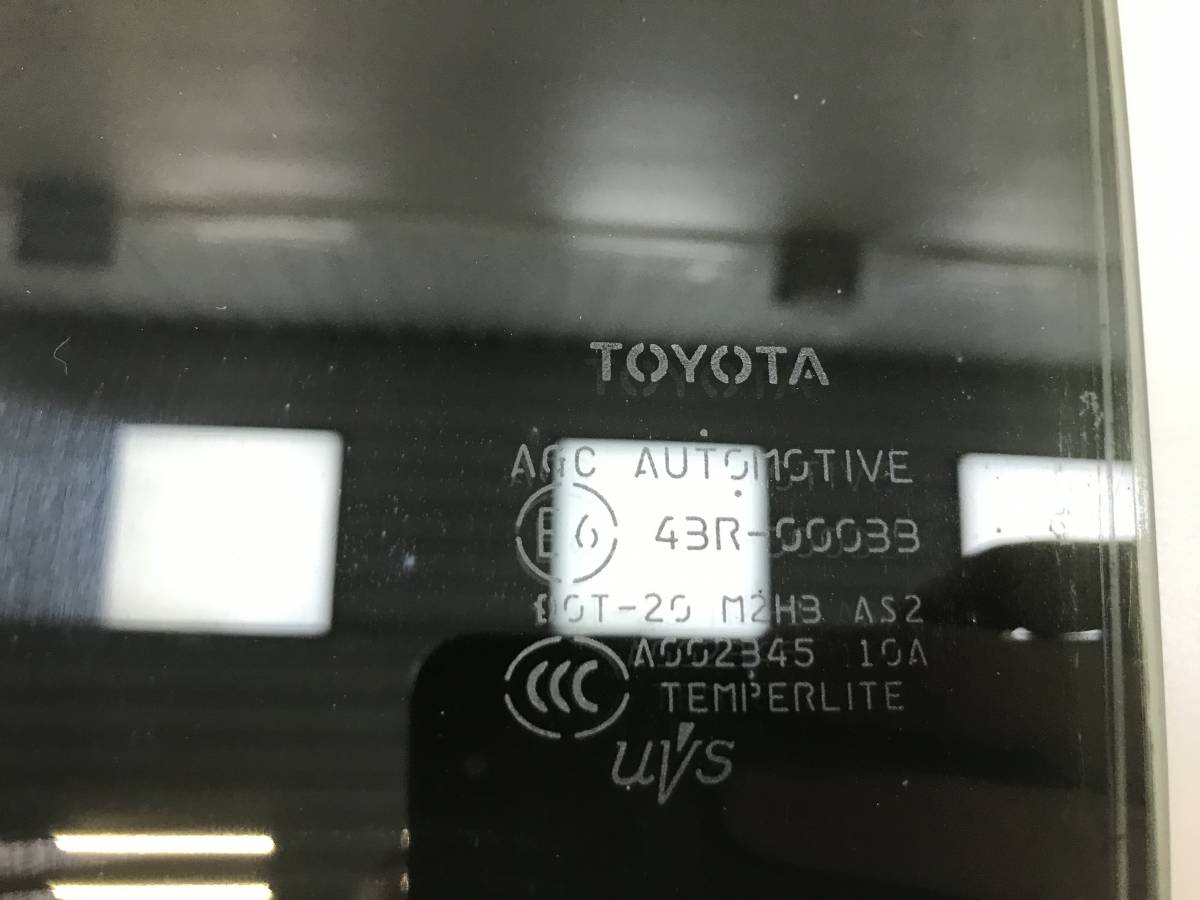 TOYOTA
AGC AUTOMOTIVE
E6 43R-00033
DOT-20 M2H3 AS2
CCC A002345 10A
TEMPERLITE
UVS